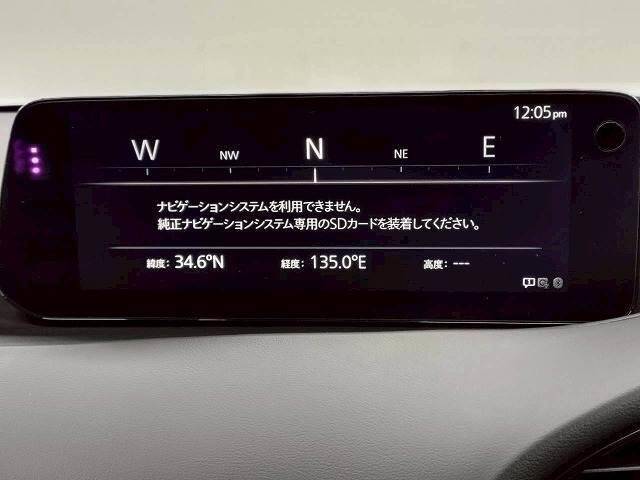 12:05pm
W NW N NE E
ナビゲーションシステムを利用できません。
純正ナビゲーションシステム専用のSDカードを装着してください。
緯度: 34.6°N 経度: 135.0°E 高度: ---